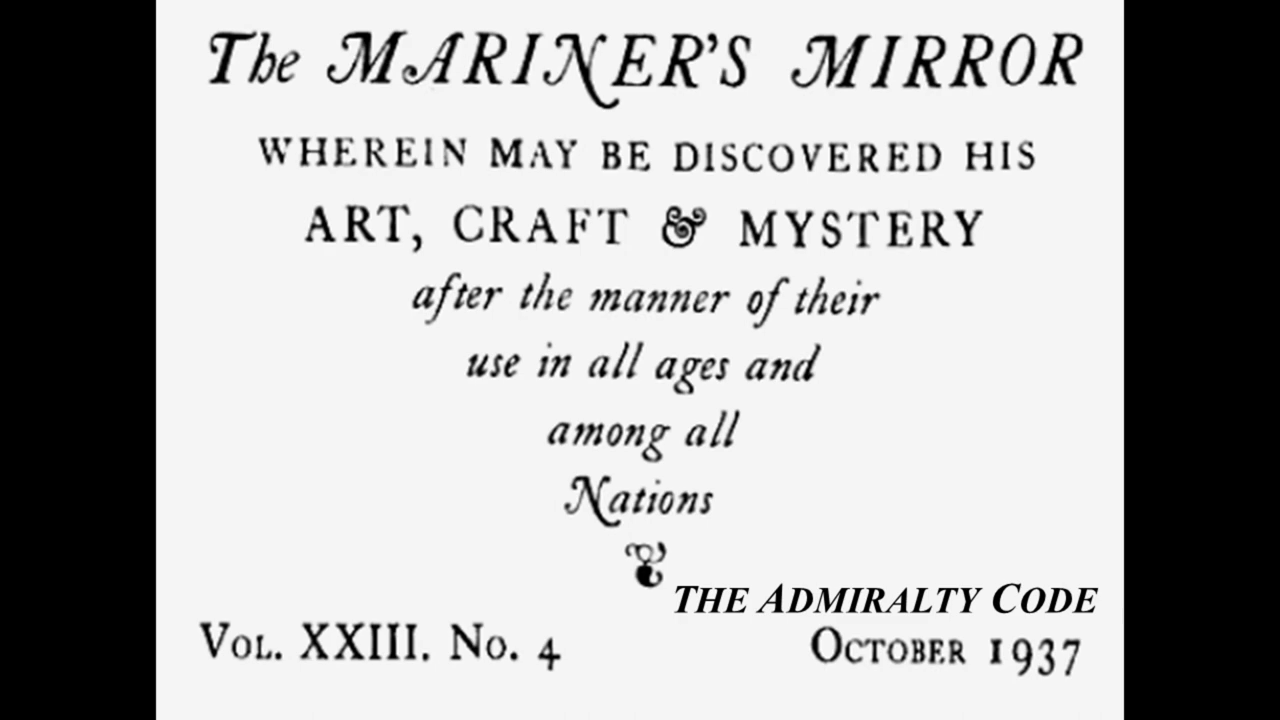 The MARINER'S MIRROR
WHEREIN MAY BE DISCOVERED HIS
ART, CRAFT & MYSTERY
after the manner of their
use in all ages and
among all
Nations
THE ADMIRALTY CODE
VOL. XXIII. No. 4
OCTOBER 1937